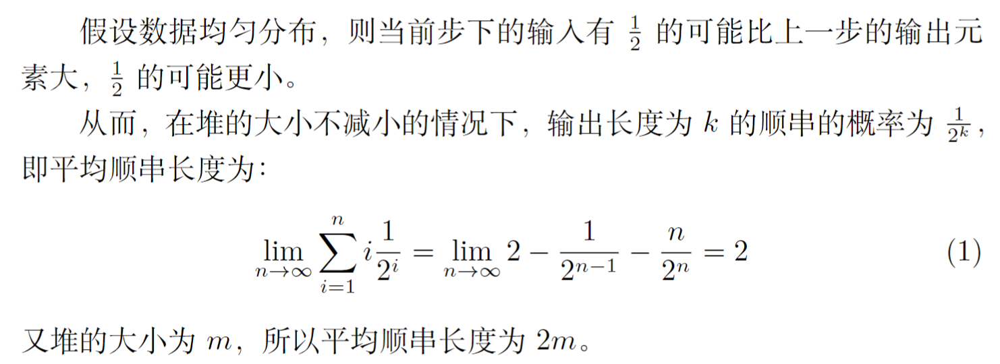 假设数据均匀分布，则当前步下的输入有 $\frac{1}{2}$ 的可能比上一步的输出元
素大，$\frac{1}{2}$ 的可能更小。
从而，在堆的大小不减小的情况下，输出长度为 $k$ 的顺串的概率为 $\frac{1}{2^k}$，
即平均顺串长度为：
$\lim_{n\to\infty} \sum_{i=1}^{n} i\frac{1}{2^i} = \lim_{n\to\infty} 2 - \frac{1}{2^{n-1}} - \frac{n}{2^n} = 2$ (1)
又堆的大小为 $m$，所以平均顺串长度为 $2m$。